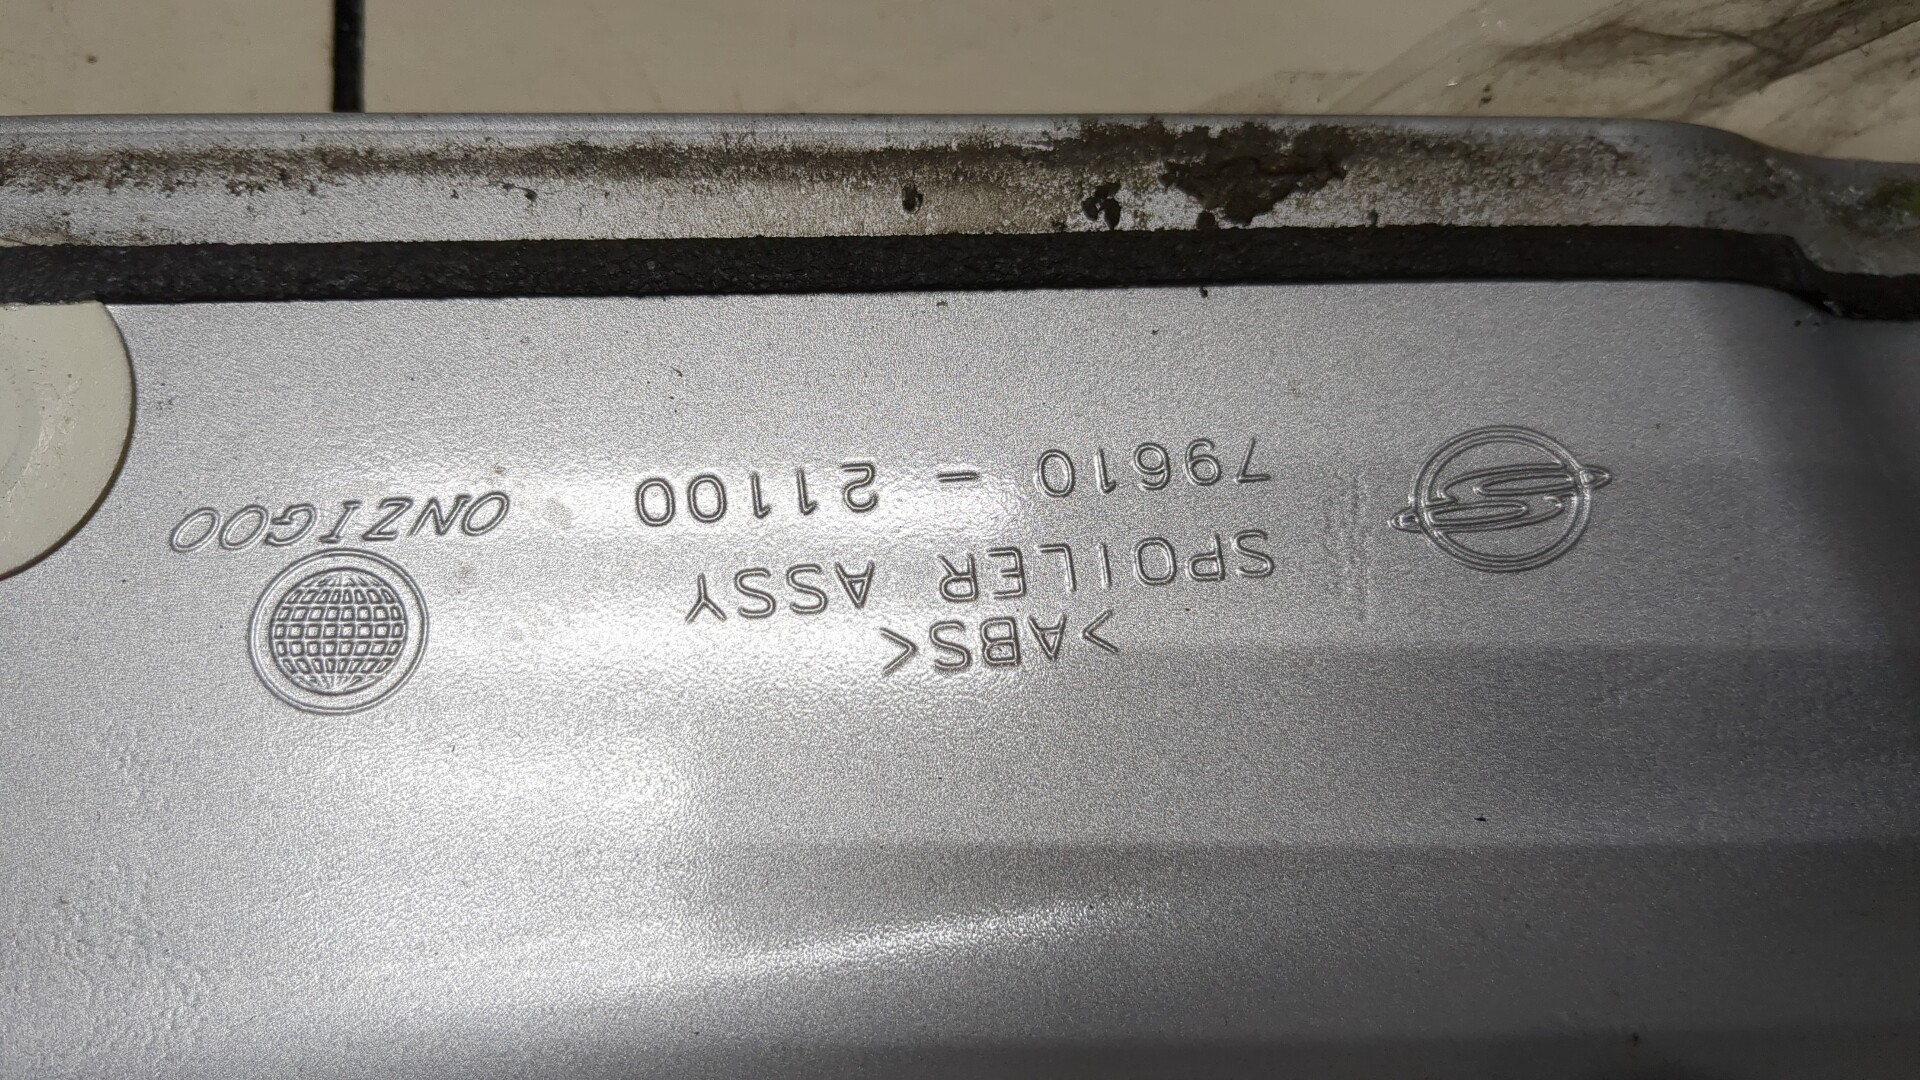 79610 - 21100
SPOILER ASSY
>ABS<
ONZIGOO